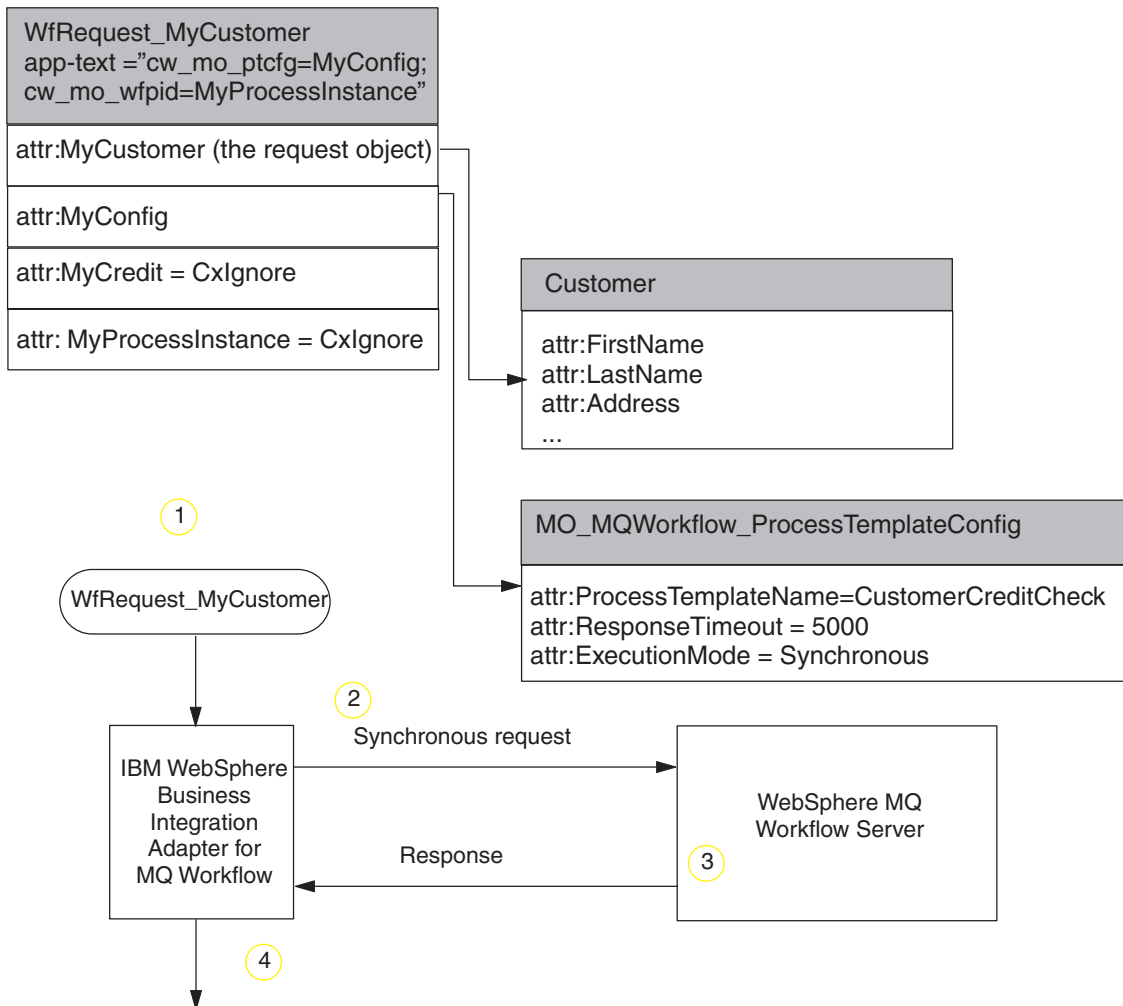 WfRequest_MyCustomer
app-text =”cw_mo_ptcfg=MyConfig;
cw_mo_wfpid=MyProcessInstance”
attr:MyCustomer (the request object)
attr:MyConfig
attr:MyCredit = CxIgnore
attr: MyProcessInstance = CxIgnore
Customer
attr:FirstName
attr:LastName
attr:Address
...
MO_MQWorkflow_ProcessTemplateConfig
attr:ProcessTemplateName=CustomerCreditCheck
attr:ResponseTimeout = 5000
attr:ExecutionMode = Synchronous
1
WfRequest_MyCustomer
2
Synchronous request
IBM WebSphere
Business
Integration
Adapter for
MQ Workflow
WebSphere MQ
Workflow Server
Response
3
4